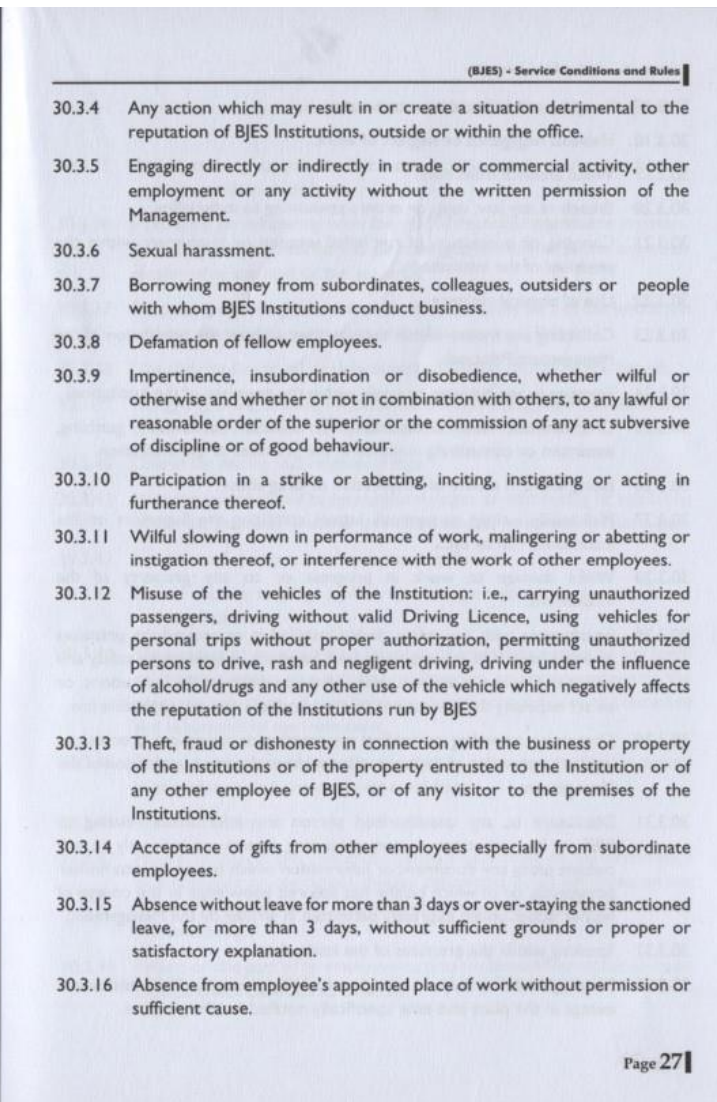 (BJES) - Service Conditions and Rules
30.3.4 Any action which may result in or create a situation detrimental to the
reputation of BJES Institutions, outside or within the office.
30.3.5 Engaging directly or indirectly in trade or commercial activity, other
employment or any activity without the written permission of the
Management.
30.3.6 Sexual harassment.
30.3.7 Borrowing money from subordinates, colleagues, outsiders or people
with whom BJES Institutions conduct business.
30.3.8 Defamation of fellow employees.
30.3.9 Impertinence, insubordination or disobedience, whether wilful or
otherwise and whether or not in combination with others, to any lawful or
reasonable order of the superior or the commission of any act subversive
of discipline or of good behaviour.
30.3.10 Participation in a strike or abetting, inciting, instigating or acting in
furtherance thereof.
30.3.11 Wilful slowing down in performance of work, malingering or abetting or
instigation thereof, or interference with the work of other employees.
30.3.12 Misuse of the vehicles of the Institution: i.e., carrying unauthorized
passengers, driving without valid Driving Licence, using vehicles for
personal trips without proper authorization, permitting unauthorized
persons to drive, rash and negligent driving, driving under the influence
of alcohol/drugs and any other use of the vehicle which negatively affects
the reputation of the Institutions run by BJES
30.3.13 Theft, fraud or dishonesty in connection with the business or property
of the Institutions or of the property entrusted to the Institution or of
any other employee of BJES, or of any visitor to the premises of the
Institutions.
30.3.14 Acceptance of gifts from other employees especially from subordinate
employees.
30.3.15 Absence without leave for more than 3 days or over-staying the sanctioned
leave, for more than 3 days, without sufficient grounds or proper or
satisfactory explanation.
30.3.16 Absence from employee's appointed place of work without permission or
sufficient cause.
Page 27